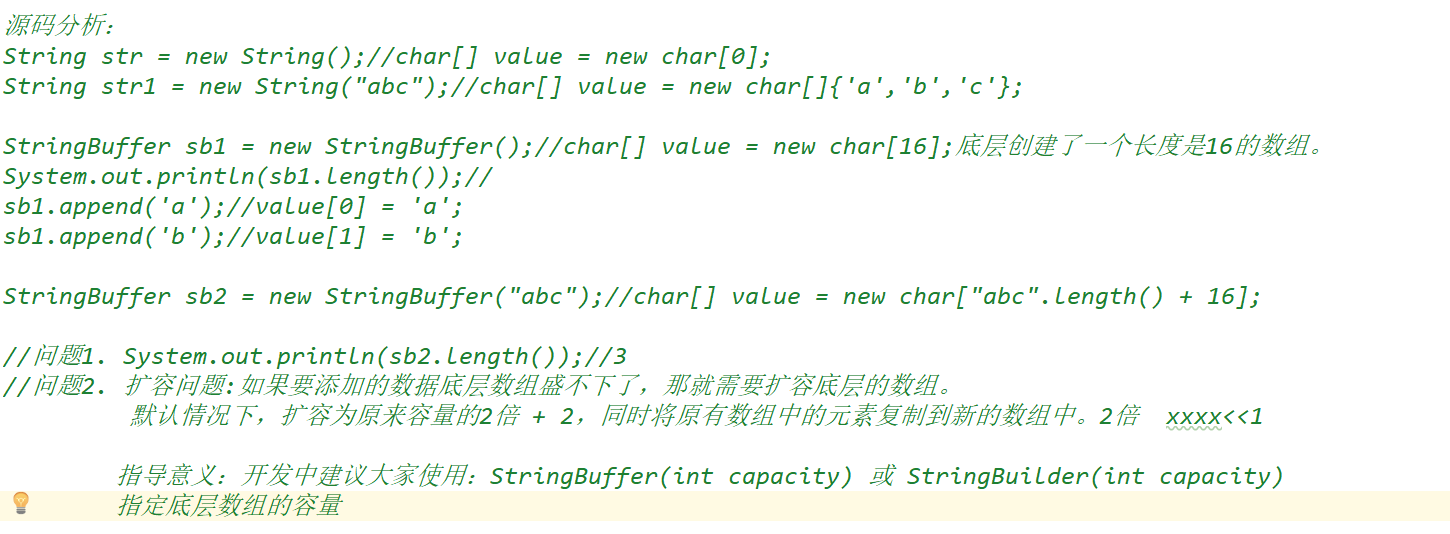 源码分析：
String str = new String();//char[] value = new char[0];
String str1 = new String("abc");//char[] value = new char[]{'a','b','c'};
StringBuffer sb1 = new StringBuffer();//char[] value = new char[16];底层创建了一个长度是16的数组。
System.out.println(sb1.length());//
sb1.append('a');//value[0] = 'a';
sb1.append('b');//value[1] = 'b';
StringBuffer sb2 = new StringBuffer("abc");//char[] value = new char["abc".length() + 16];
//问题1. System.out.println(sb2.length());//3
//问题2. 扩容问题:如果要添加的数据底层数组盛不下了，那就需要扩容底层的数组。
默认情况下，扩容为原来容量的2倍 + 2，同时将原有数组中的元素复制到新的数组中。2倍 xxxx<<1
指导意义：开发中建议大家使用：StringBuffer(int capacity) 或 StringBuilder(int capacity)
指定底层数组的容量